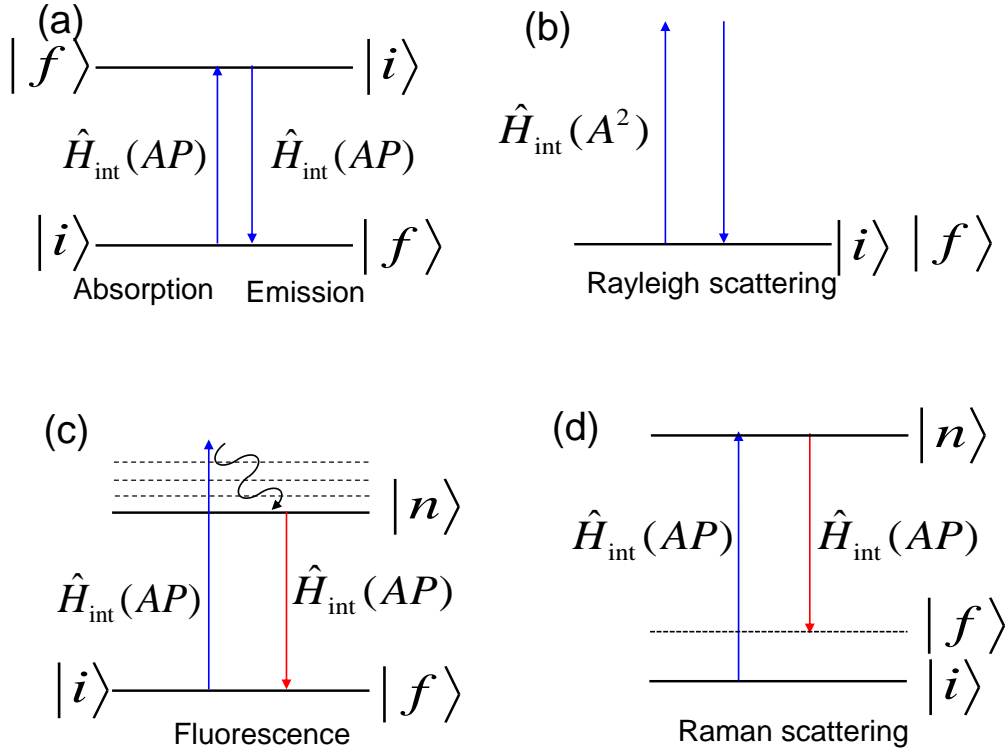 (a)
|f⟩ |i⟩
Ĥint(AP) Ĥint(AP)
|i⟩ |f⟩
Absorption Emission
(b)
Ĥint(A²)
|i⟩ |f⟩
Rayleigh scattering
(c)
|n⟩
Ĥint(AP) Ĥint(AP)
|i⟩ |f⟩
Fluorescence
(d)
|n⟩
Ĥint(AP) Ĥint(AP)
|f⟩
|i⟩
Raman scattering